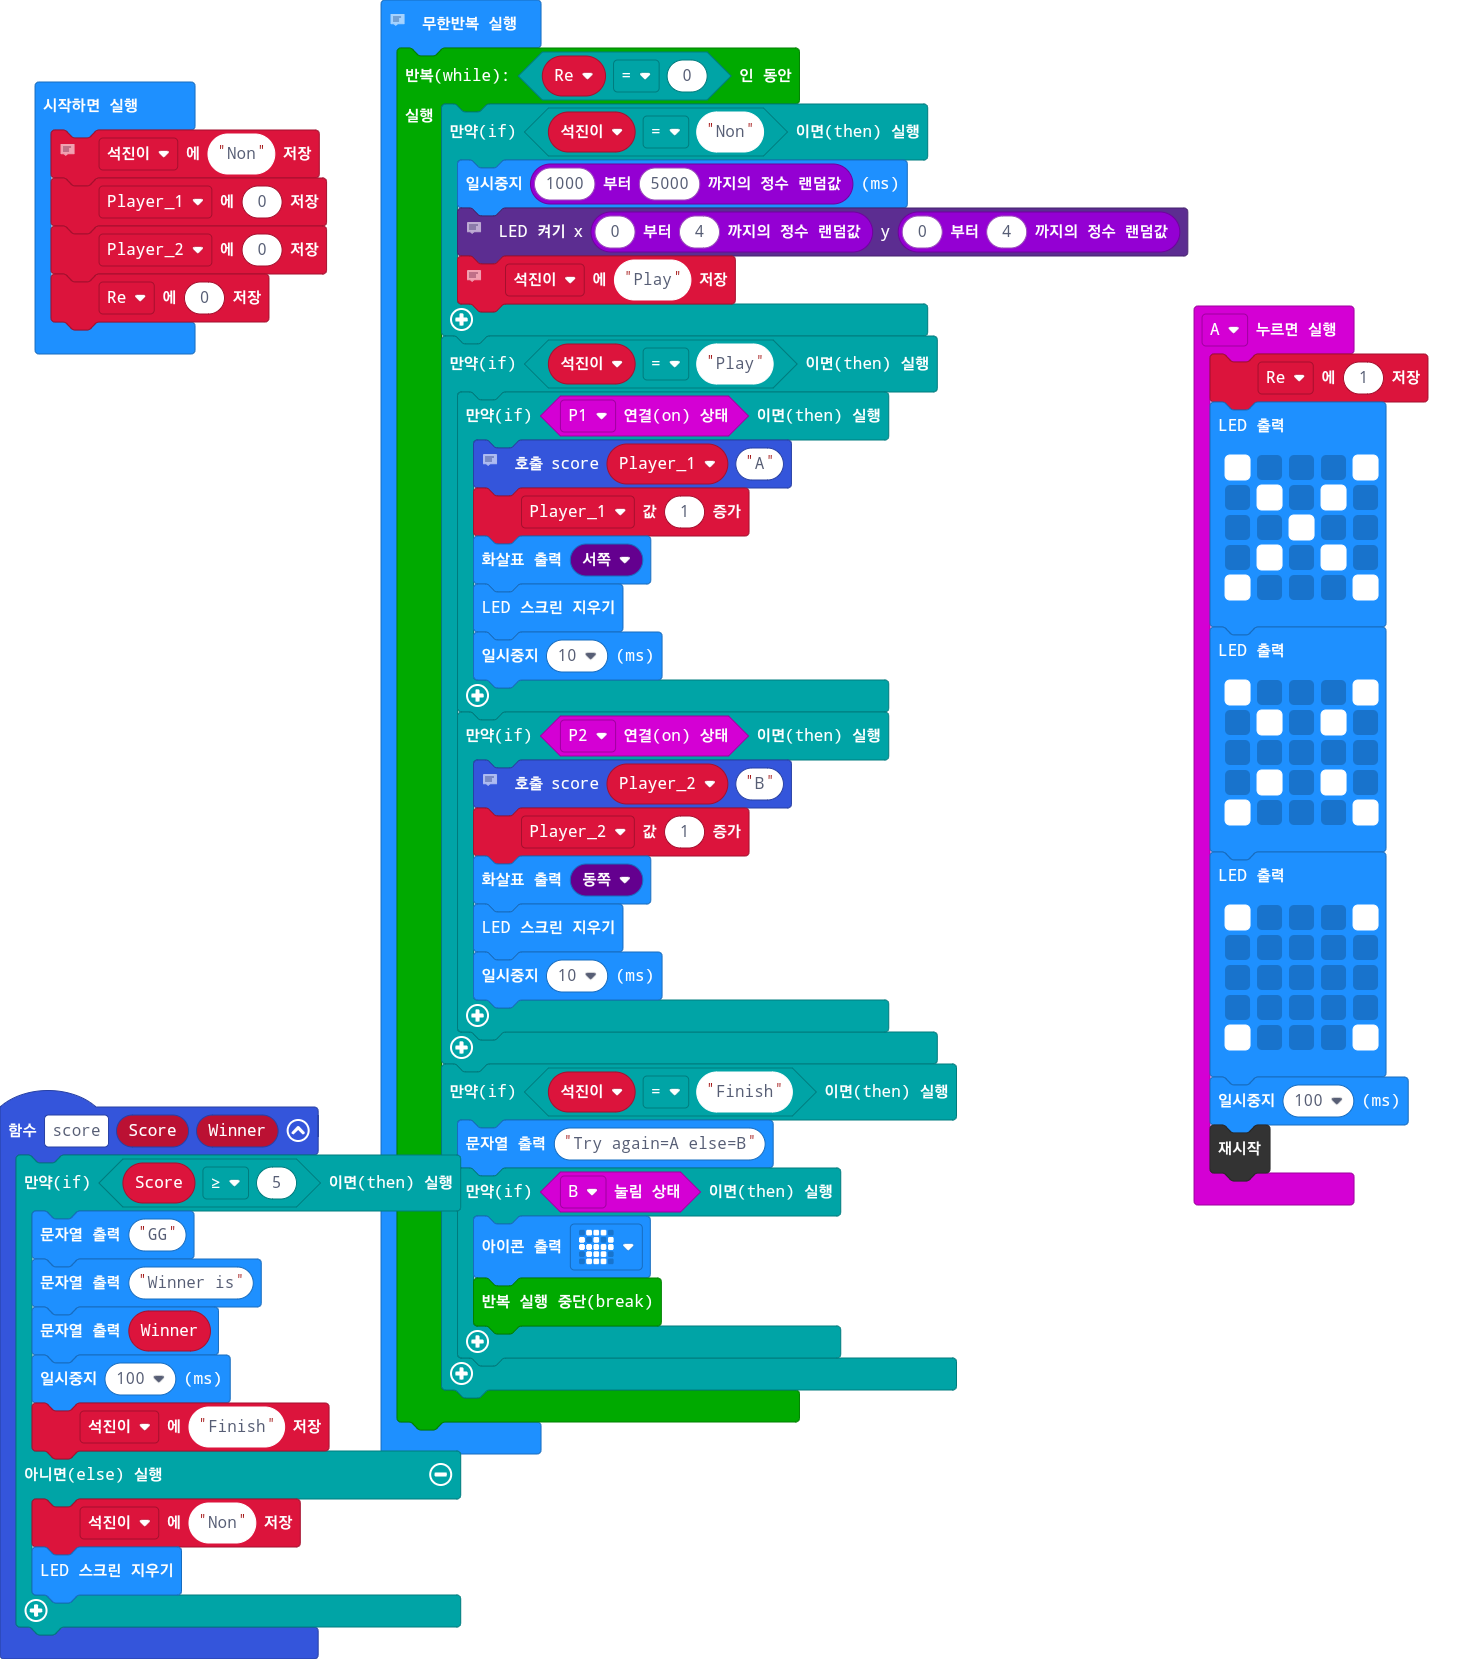 시작하면 실행
석진이 에 "Non" 저장
Player_1 에 0 저장
Player_2 에 0 저장
Re 에 0 저장
무한반복 실행
반복(while): Re = 0 인 동안
실행
만약(if) 석진이 = "Non" 이면(then) 실행
일시중지 1000 부터 5000 까지의 정수 랜덤값 (ms)
LED 켜기 x 0 부터 4 까지의 정수 랜덤값 y 0 부터 4 까지의 정수 랜덤값
석진이 에 "Play" 저장
만약(if) 석진이 = "Play" 이면(then) 실행
만약(if) P1 연결(on) 상태 이면(then) 실행
호출 score Player_1 "A"
Player_1 값 1 증가
화살표 출력 서쪽
LED 스크린 지우기
일시중지 10 (ms)
만약(if) P2 연결(on) 상태 이면(then) 실행
호출 score Player_2 "B"
Player_2 값 1 증가
화살표 출력 동쪽
LED 스크린 지우기
일시중지 10 (ms)
만약(if) 석진이 = "Finish" 이면(then) 실행
문자열 출력 "Try again=A else=B"
만약(if) B 눌림 상태 이면(then) 실행
아이콘 출력
반복 실행 중단(break)
A 누르면 실행
Re 에 1 저장
LED 출력
LED 출력
LED 출력
일시중지 100 (ms)
재시작
함수 score Score Winner
만약(if) Score ≥ 5 이면(then) 실행
문자열 출력 "GG"
문자열 출력 "Winner is"
문자열 출력 Winner
일시중지 100 (ms)
석진이 에 "Finish" 저장
아니면(else) 실행
석진이 에 "Non" 저장
LED 스크린 지우기